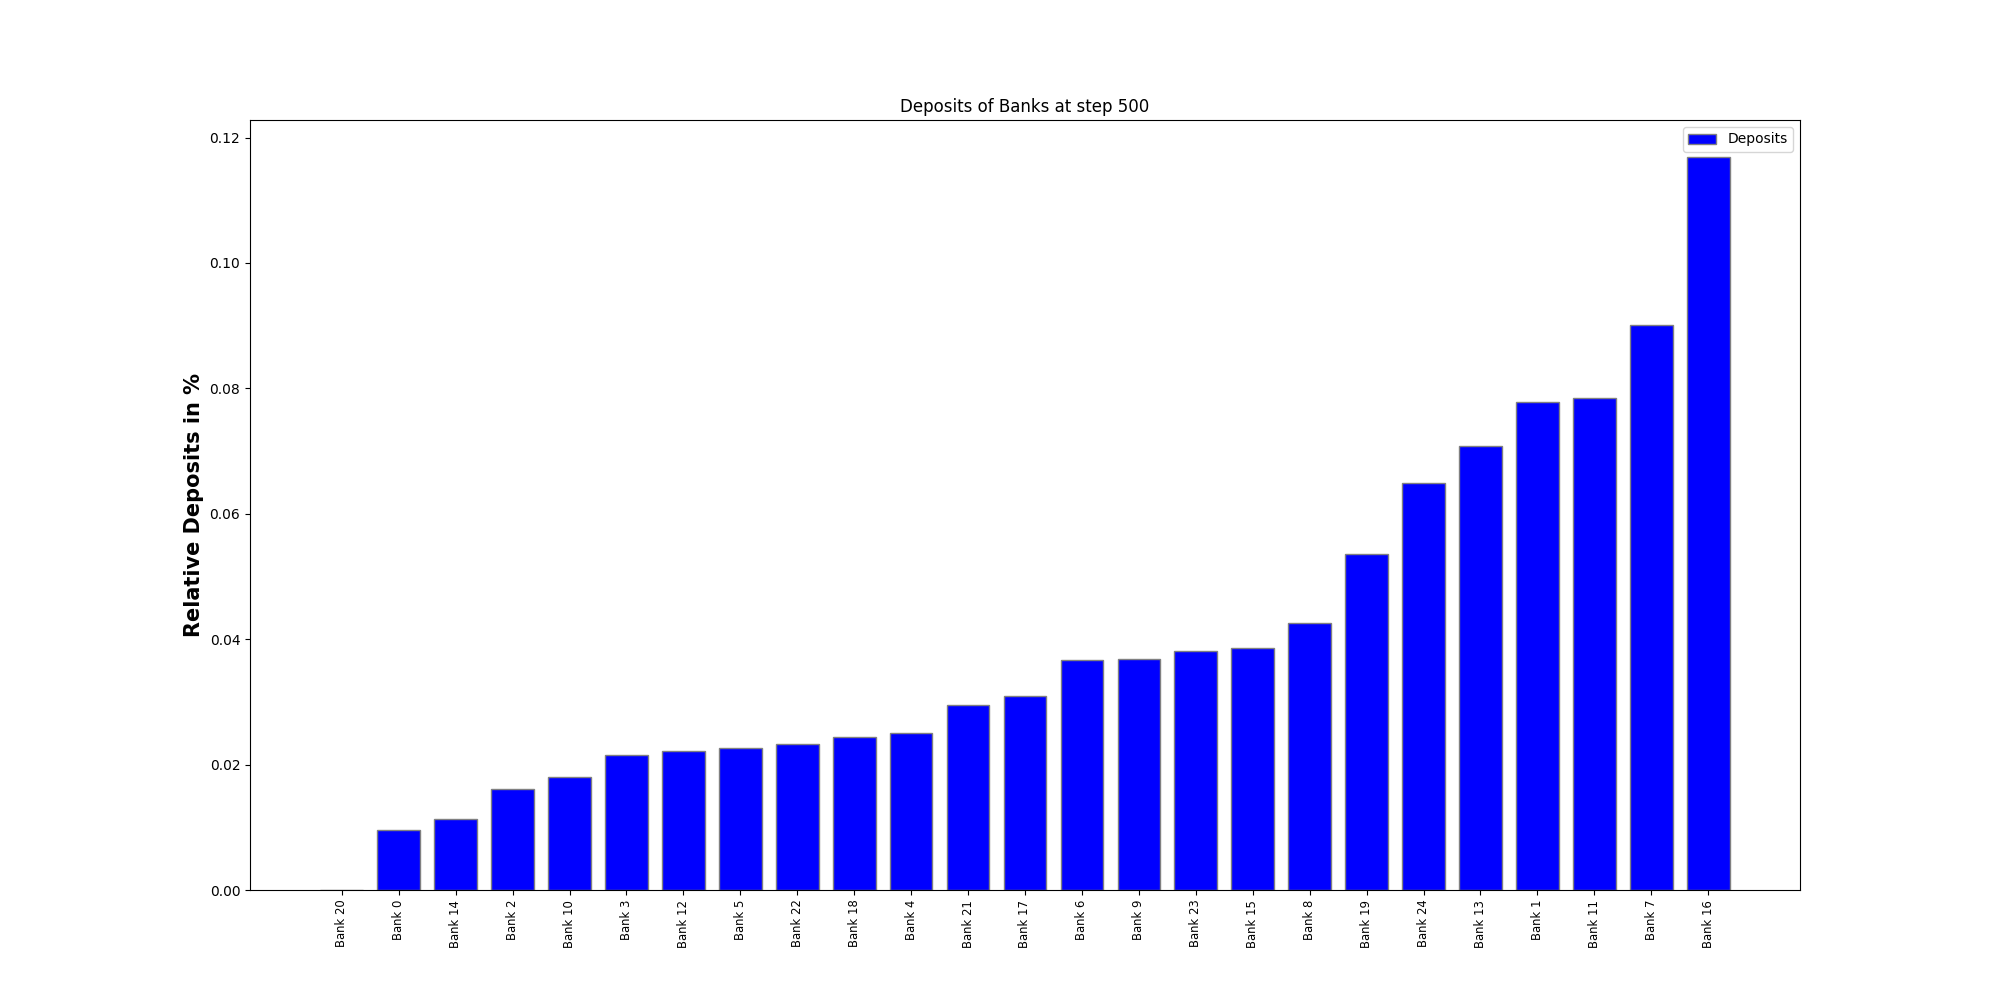 Deposits of Banks at step 500
Deposits
Relative Deposits in %
0.12
0.10
0.08
0.06
0.04
0.02
0.00
Bank 20
Bank 0
Bank 14
Bank 2
Bank 10
Bank 3
Bank 12
Bank 5
Bank 22
Bank 18
Bank 4
Bank 21
Bank 17
Bank 6
Bank 9
Bank 23
Bank 15
Bank 8
Bank 19
Bank 24
Bank 13
Bank 1
Bank 11
Bank 7
Bank 16